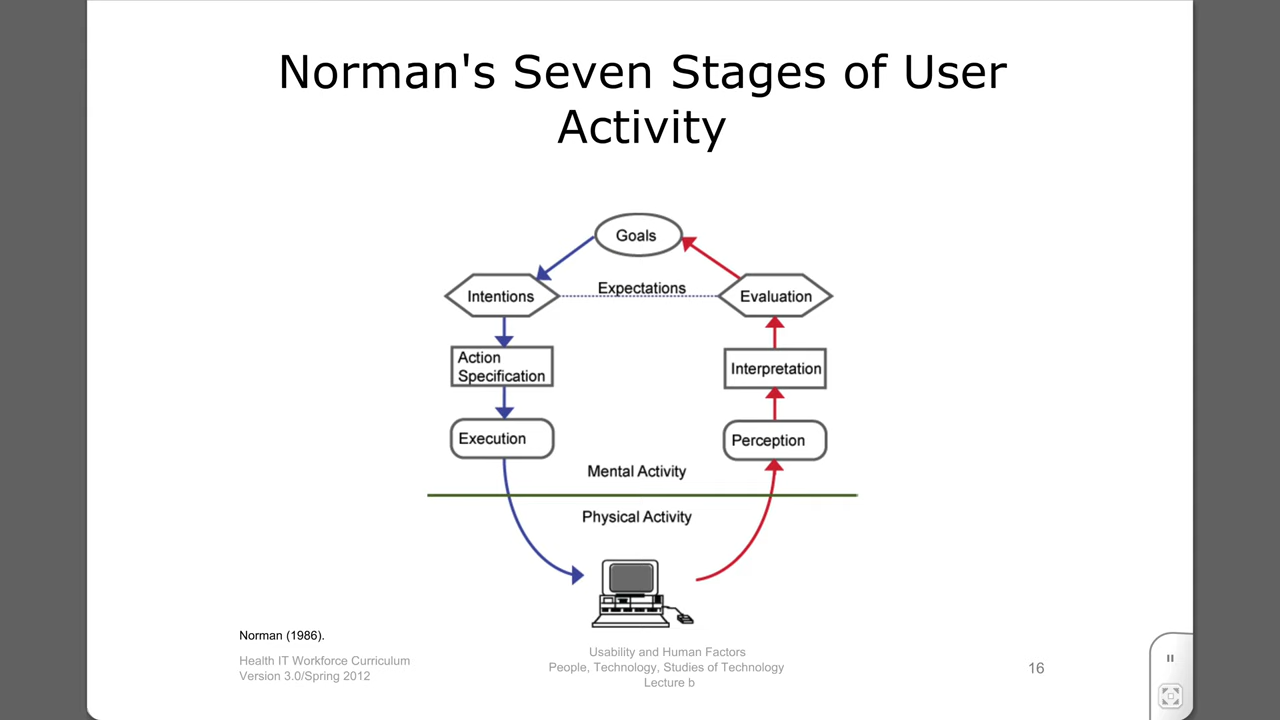 Norman's Seven Stages of User
Activity
Goals
Expectations
Intentions
Evaluation
Action
Specification
Interpretation
Execution
Perception
Mental Activity
Physical Activity
Norman (1986).
Health IT Workforce Curriculum
Version 3.0/Spring 2012
Usability and Human Factors
People, Technology, Studies of Technology
Lecture b
16